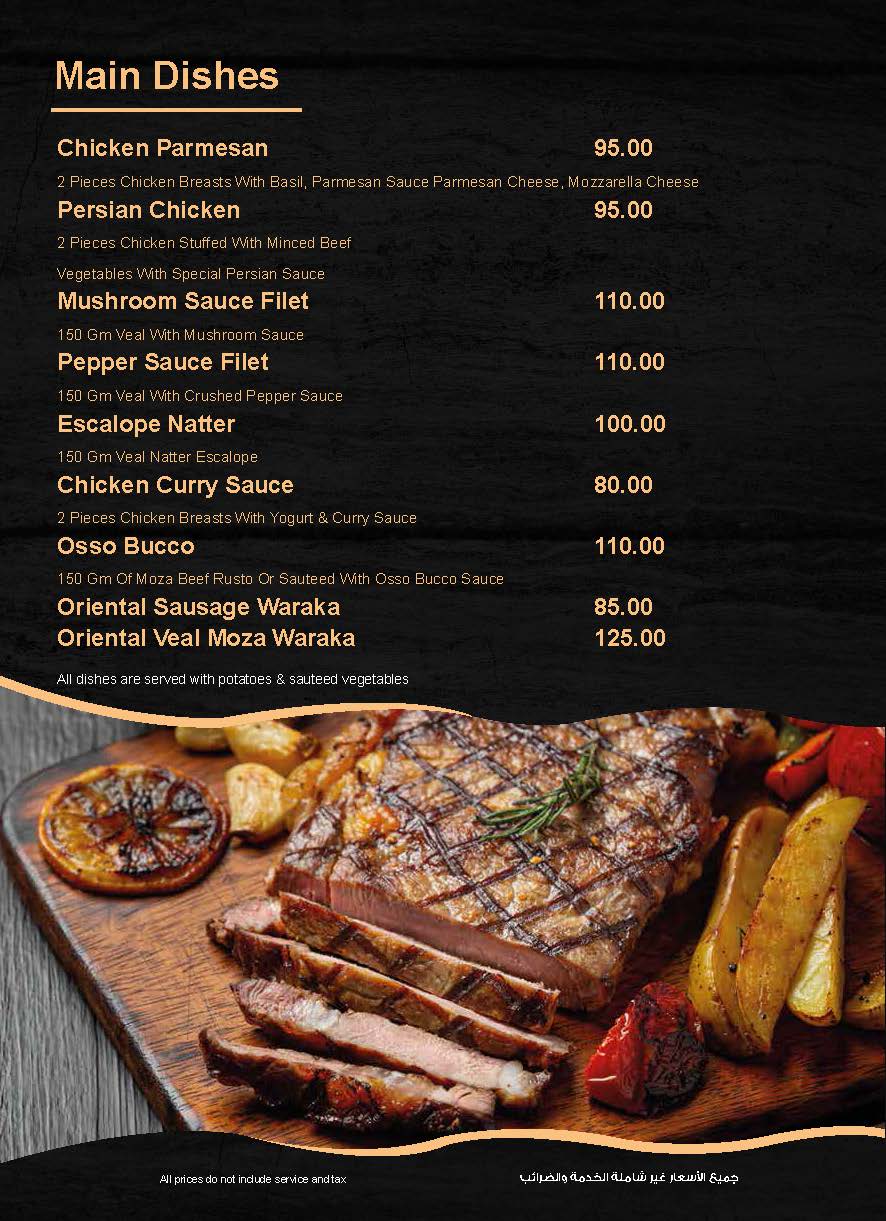 Main Dishes
Chicken Parmesan 95.00
2 Pieces Chicken Breasts With Basil, Parmesan Sauce Parmesan Cheese, Mozzarella Cheese
Persian Chicken 95.00
2 Pieces Chicken Stuffed With Minced Beef
Vegetables With Special Persian Sauce
Mushroom Sauce Filet 110.00
150 Gm Veal With Mushroom Sauce
Pepper Sauce Filet 110.00
150 Gm Veal With Crushed Pepper Sauce
Escalope Natter 100.00
150 Gm Veal Natter Escalope
Chicken Curry Sauce 80.00
2 Pieces Chicken Breasts With Yogurt & Curry Sauce
Osso Bucco 110.00
150 Gm Of Moza Beef Rusto Or Sauteed With Osso Bucco Sauce
Oriental Sausage Waraka 85.00
Oriental Veal Moza Waraka 125.00
All dishes are served with potatoes & sauteed vegetables
All prices do not include service and tax
جميع الأسعار غير شاملة الخدمة والضرائب